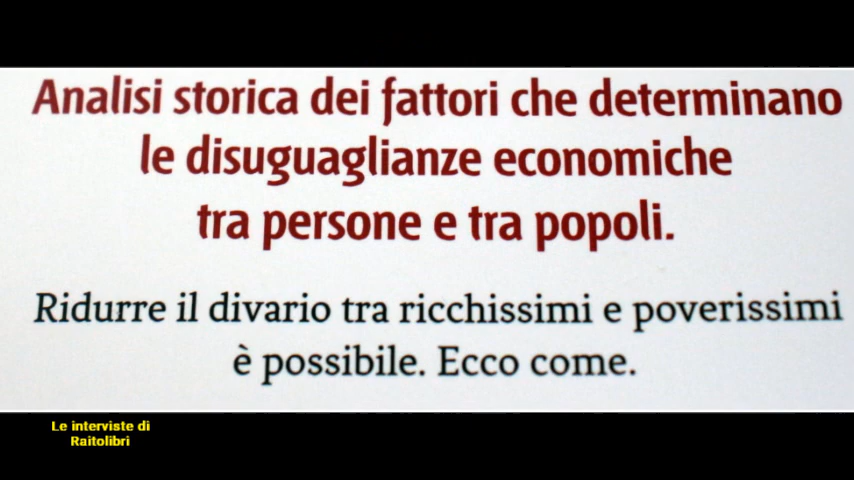 Analisi storica dei fattori che determinano
le disuguaglianze economiche
tra persone e tra popoli.
Ridurre il divario tra ricchissimi e poverissimi
è possibile. Ecco come.
Le interviste di
Raitolibri